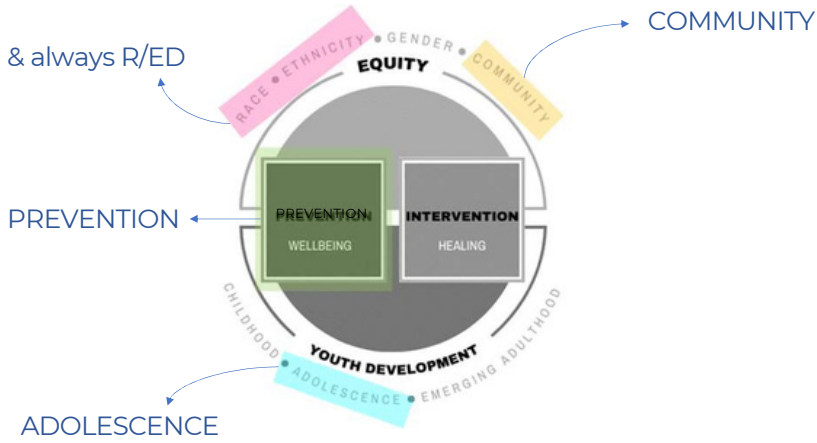 COMMUNITY
& always R/ED
RACE • ETHNICITY • GENDER • COMMUNITY
EQUITY
PREVENTION
PREVENTION
PREVENTION
WELLBEING
INTERVENTION
HEALING
YOUTH DEVELOPMENT
CHILDHOOD • ADOLESCENCE • EMERGING ADULTHOOD
ADOLESCENCE